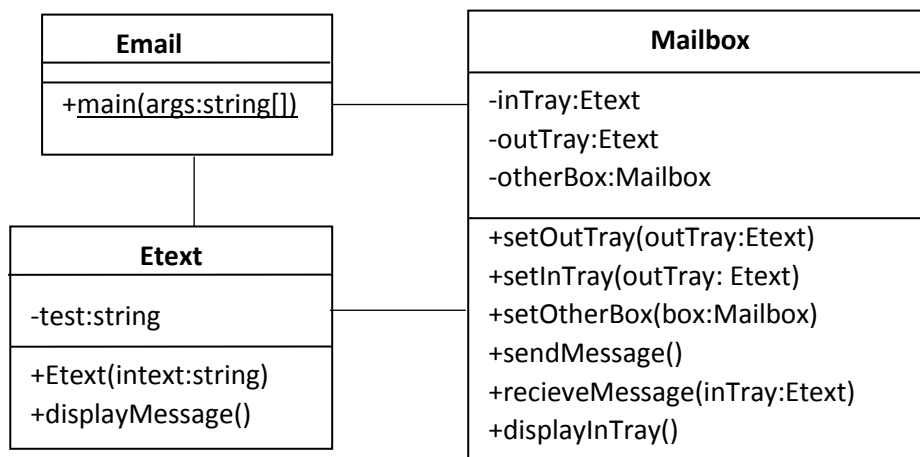 Email
+main(args:string[])
Mailbox
-inTray:Etext
-outTray:Etext
-otherBox:Mailbox
+setOutTray(outTray:Etext)
+setInTray(outTray: Etext)
+setOtherBox(box:Mailbox)
+sendMessage()
+recieveMessage(inTray:Etext)
+displayInTray()
Etext
-test:string
+Etext(intext:string)
+displayMessage()